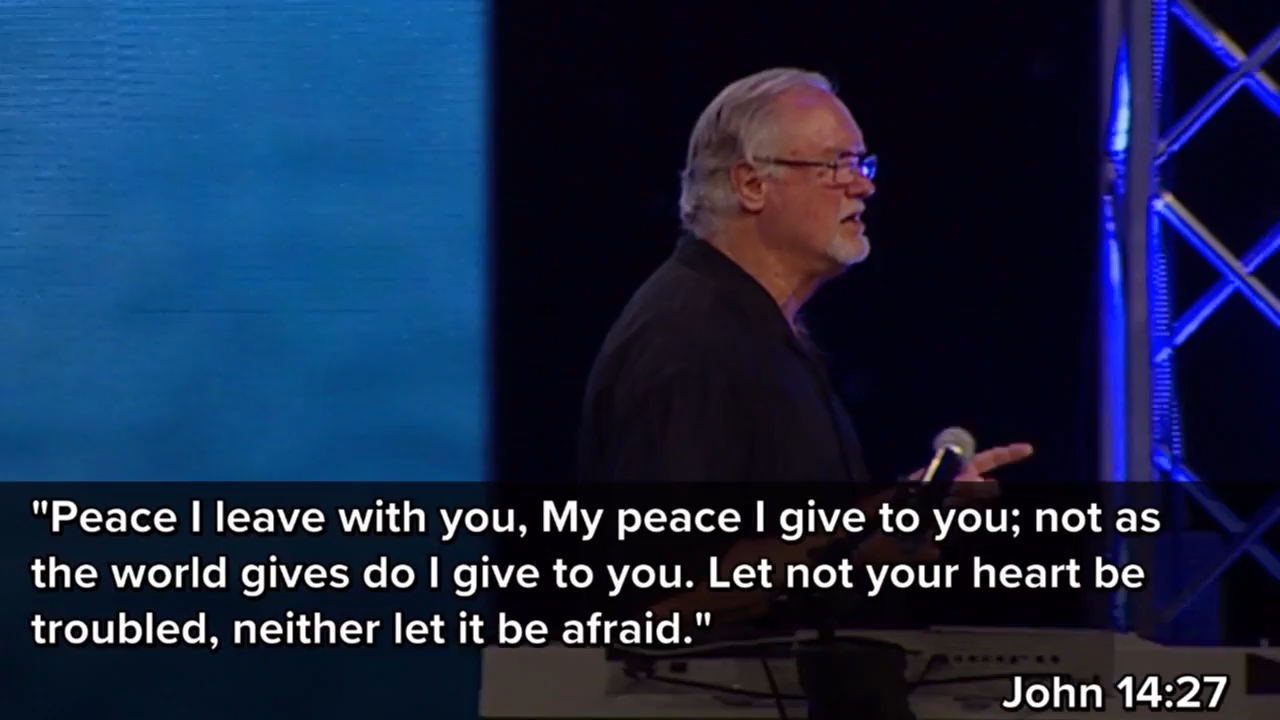 "Peace I leave with you, My peace I give to you; not as
the world gives do I give to you. Let not your heart be
troubled, neither let it be afraid."
John 14:27